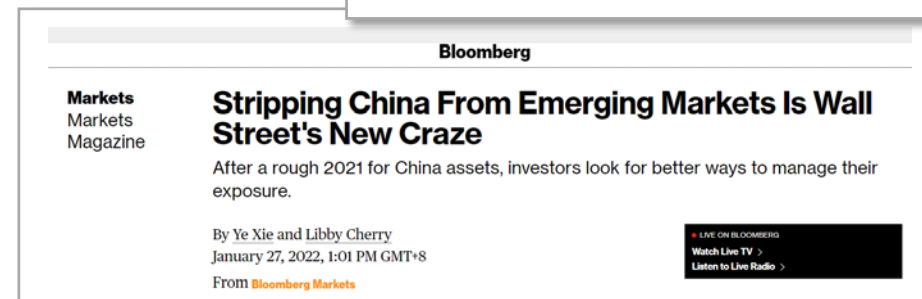 Bloomberg
Markets
Markets
Magazine
Stripping China From Emerging Markets Is Wall
Street's New Craze
After a rough 2021 for China assets, investors look for better ways to manage their
exposure.
By Ye Xie and Libby Cherry
January 27, 2022, 1:01 PM GMT+8
From Bloomberg Markets
LIVE ON BLOOMBERG
Watch Live TV >
Listen to Live Radio >